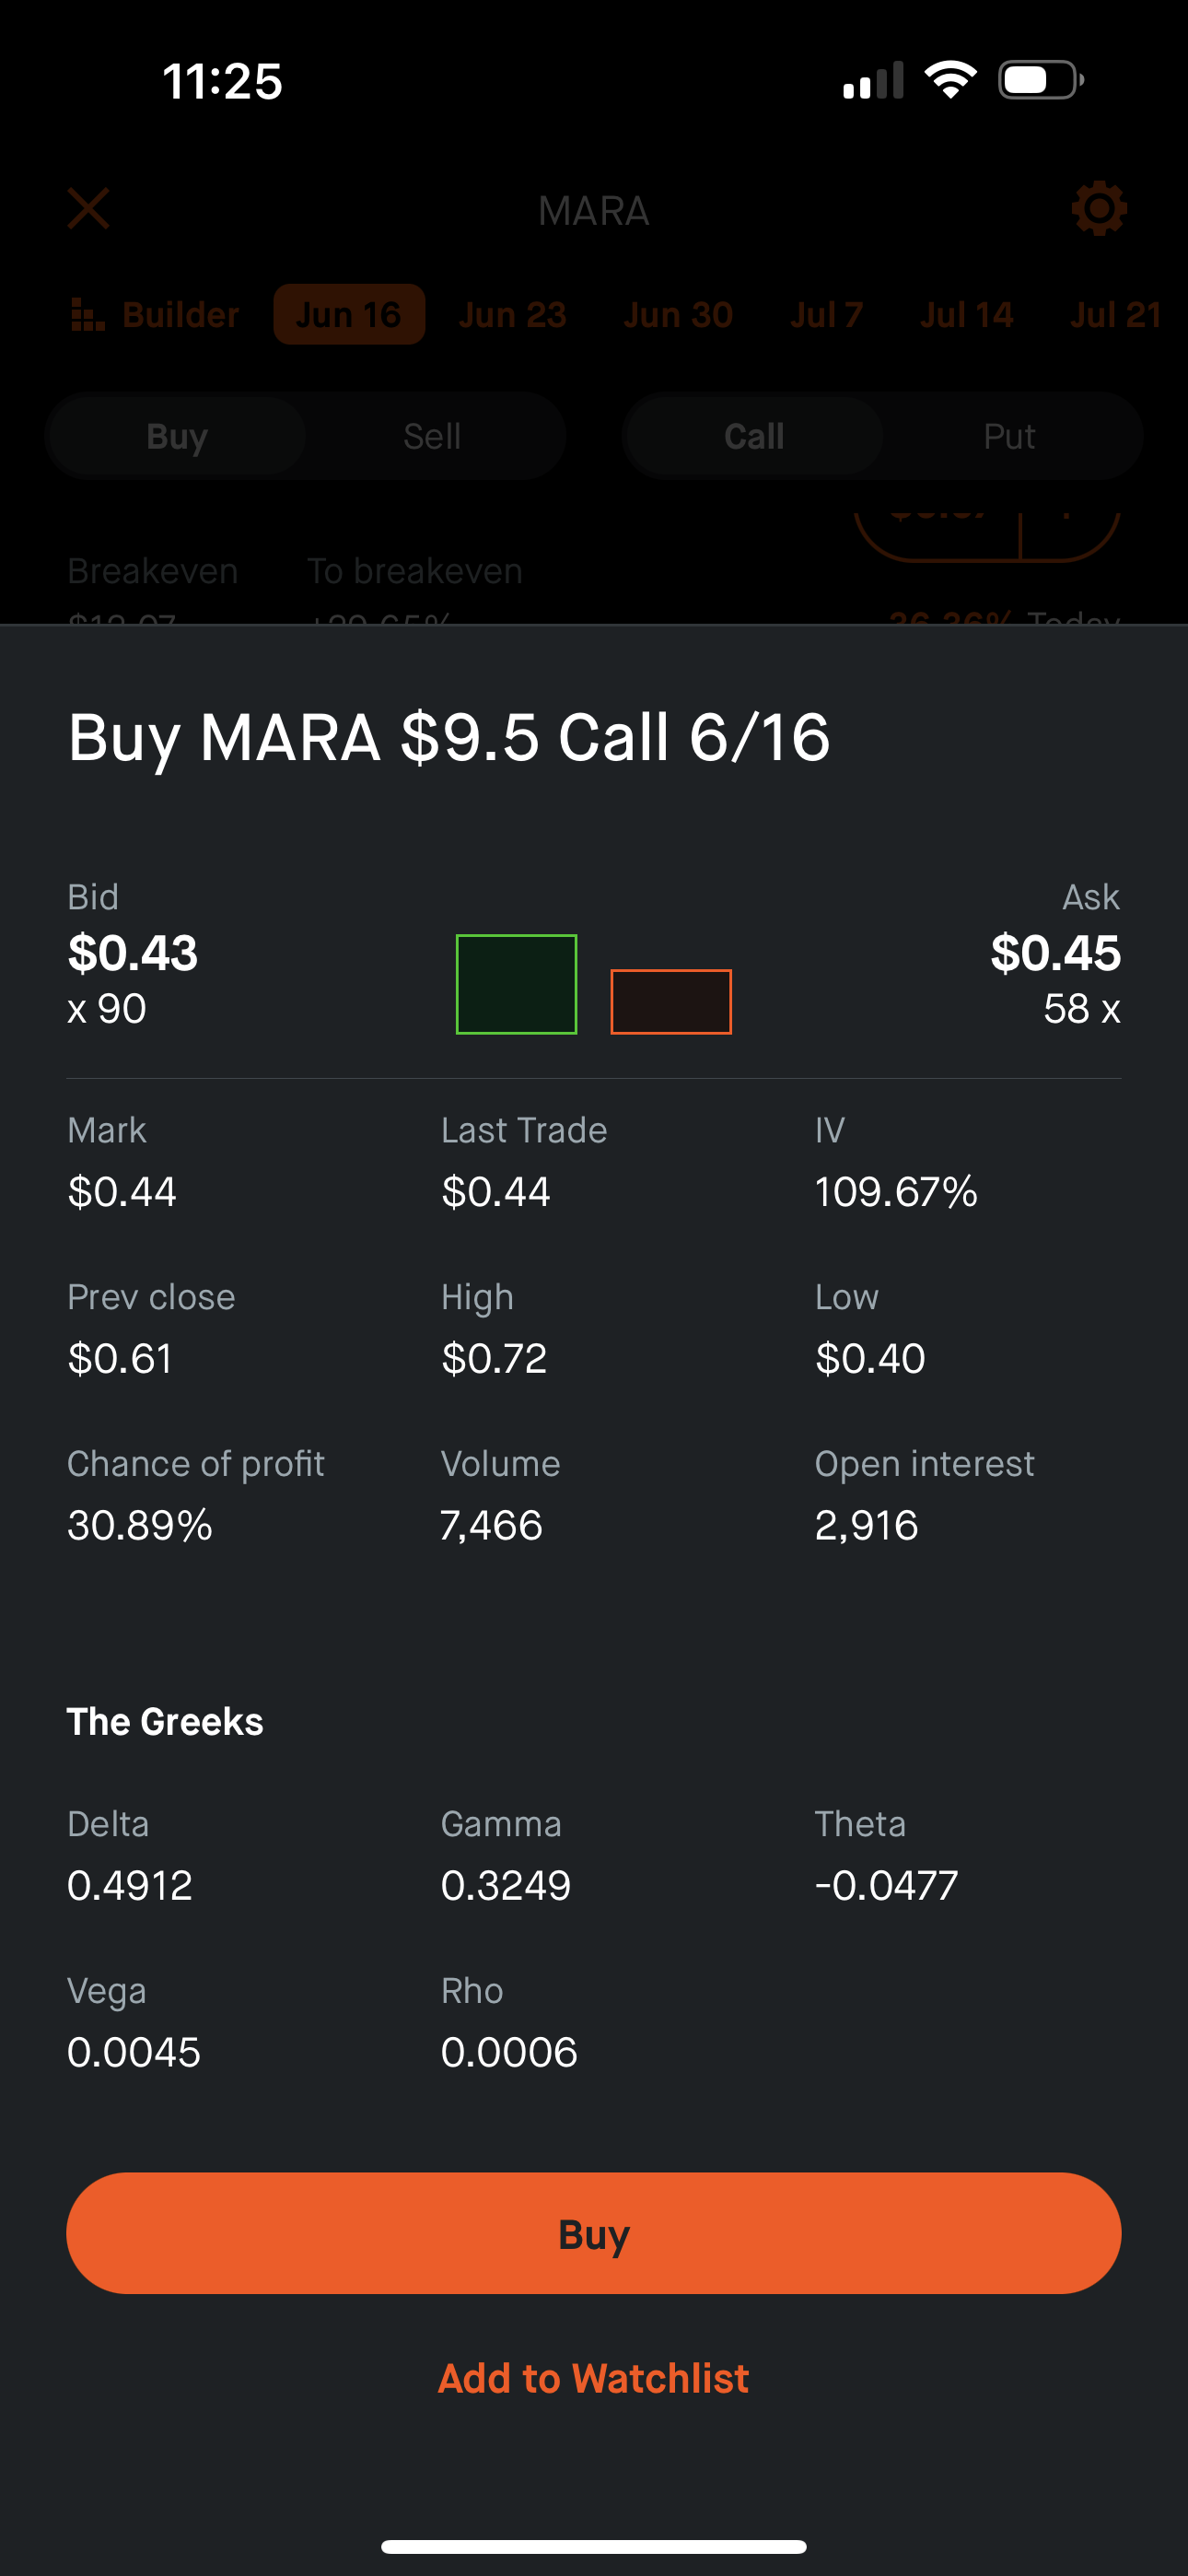 11:25
MARA
Builder Jun 16 Jun 23 Jun 30 Jul 7 Jul 14 Jul 21
Buy Sell Call Put
Breakeven To breakeven
Today
Buy MARA $9.5 Call 6/16
Bid Ask
$0.43 $0.45
x 90 58 x
Mark Last Trade IV
$0.44 $0.44 109.67%
Prev close High Low
$0.61 $0.72 $0.40
Chance of profit Volume Open interest
30.89% 7,466 2,916
The Greeks
Delta Gamma Theta
0.4912 0.3249 -0.0477
Vega Rho
0.0045 0.0006
Buy
Add to Watchlist